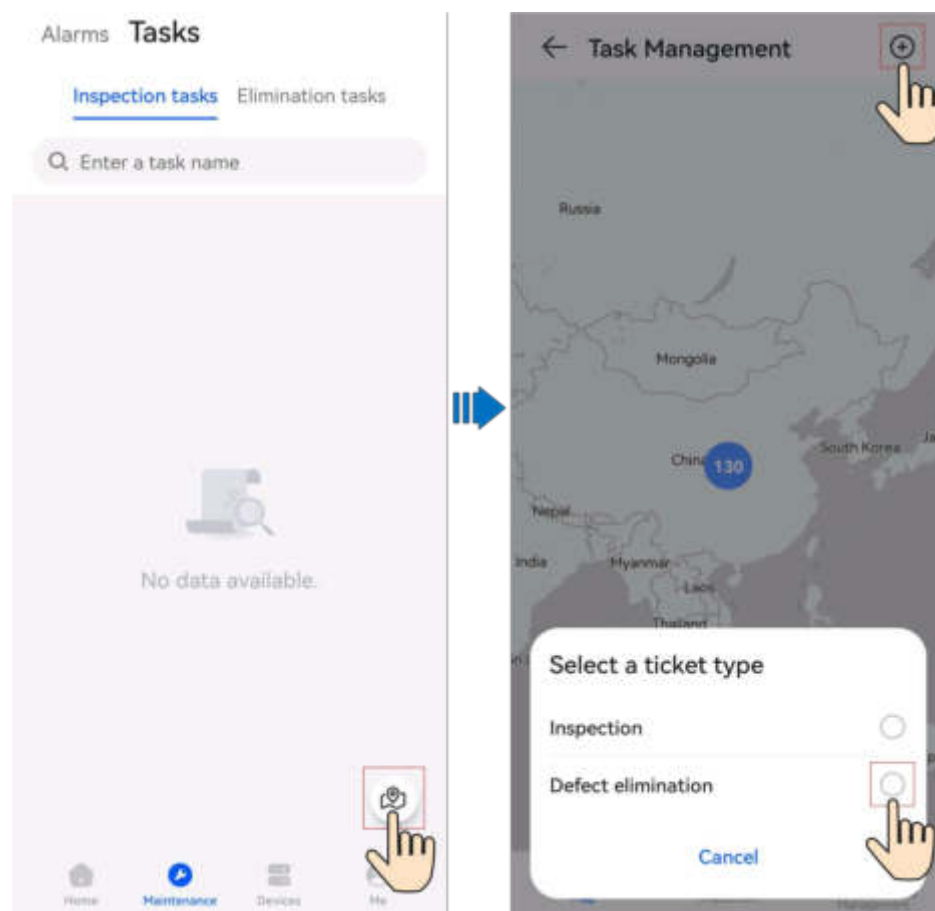 Alarms Tasks
Inspection tasks Elimination tasks
Enter a task name
No data available.
Home Maintenance Devices Me
Task Management
Russia
Mongolia
China 130
South Korea
Nepal
India Myanmar
Laos
Thailand
Select a ticket type
Inspection
Defect elimination
Cancel